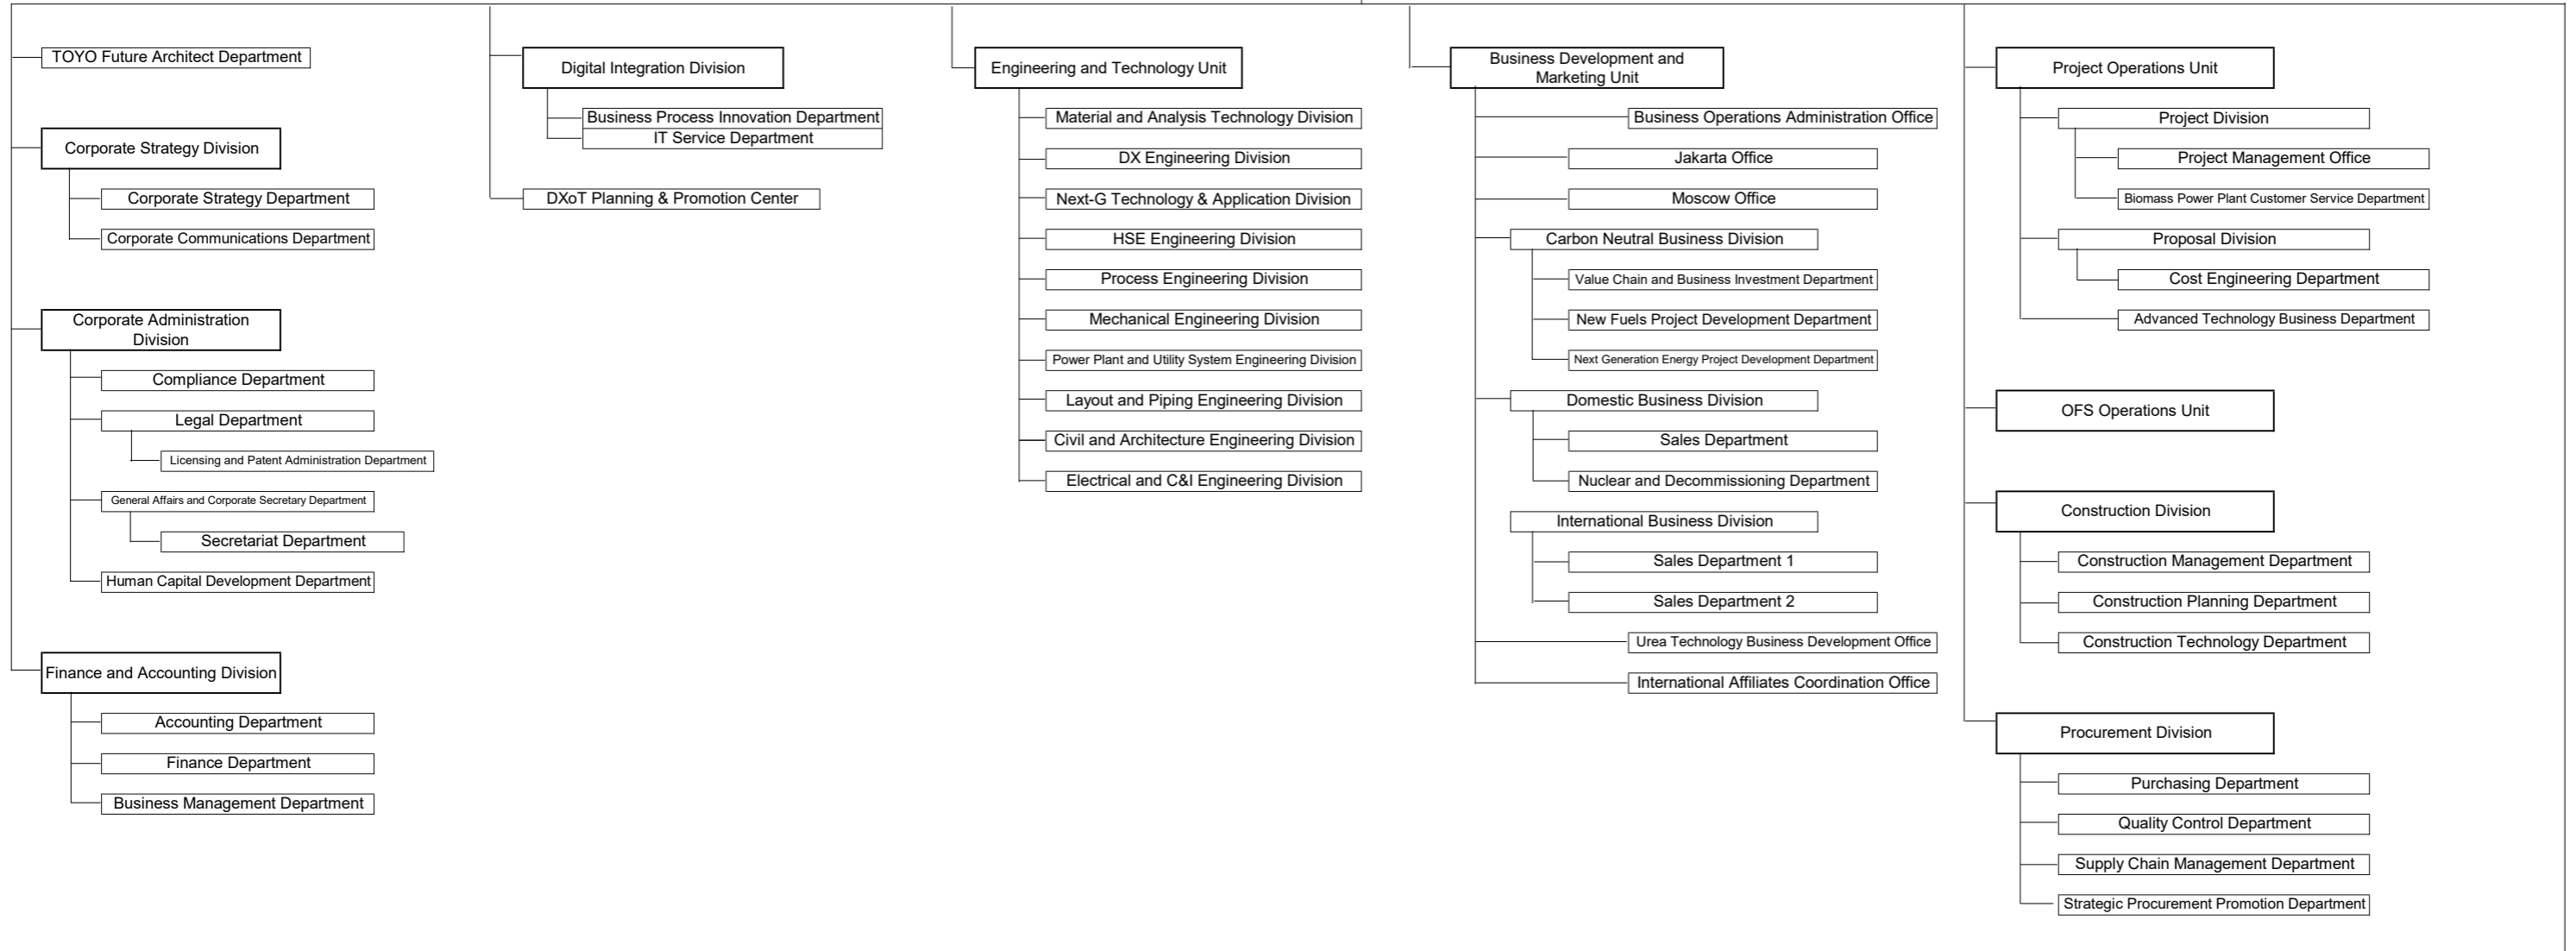 TOYO Future Architect Department
Corporate Strategy Division
Corporate Strategy Department
Corporate Communications Department
Corporate Administration
Division
Compliance Department
Legal Department
Licensing and Patent Administration Department
General Affairs and Corporate Secretary Department
Secretariat Department
Human Capital Development Department
Finance and Accounting Division
Accounting Department
Finance Department
Business Management Department
Digital Integration Division
Business Process Innovation Department
IT Service Department
DXoT Planning & Promotion Center
Engineering and Technology Unit
Material and Analysis Technology Division
DX Engineering Division
Next-G Technology & Application Division
HSE Engineering Division
Process Engineering Division
Mechanical Engineering Division
Power Plant and Utility System Engineering Division
Layout and Piping Engineering Division
Civil and Architecture Engineering Division
Electrical and C&I Engineering Division
Business Development and
Marketing Unit
Business Operations Administration Office
Jakarta Office
Moscow Office
Carbon Neutral Business Division
Value Chain and Business Investment Department
New Fuels Project Development Department
Next Generation Energy Project Development Department
Domestic Business Division
Sales Department
Nuclear and Decommissioning Department
International Business Division
Sales Department 1
Sales Department 2
Urea Technology Business Development Office
International Affiliates Coordination Office
Project Operations Unit
Project Division
Project Management Office
Biomass Power Plant Customer Service Department
Proposal Division
Cost Engineering Department
Advanced Technology Business Department
OFS Operations Unit
Construction Division
Construction Management Department
Construction Planning Department
Construction Technology Department
Procurement Division
Purchasing Department
Quality Control Department
Supply Chain Management Department
Strategic Procurement Promotion Department